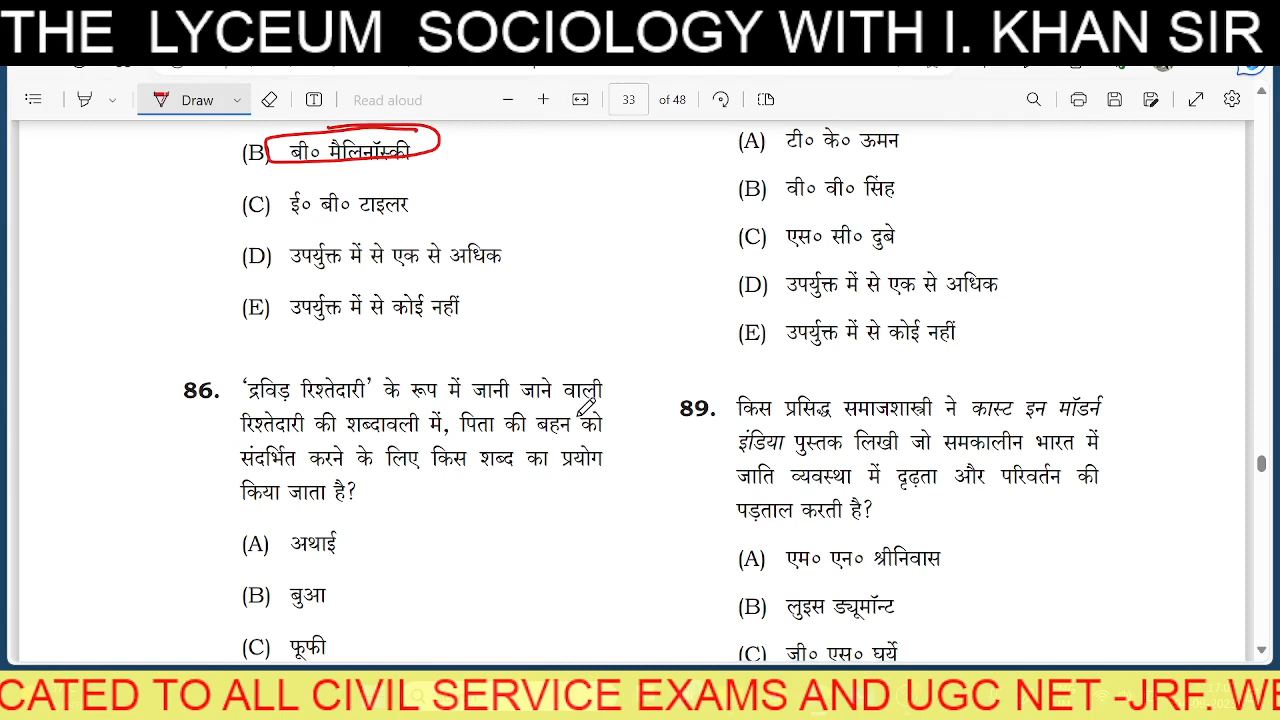 THE LYCEUM SOCIOLOGY WITH I. KHAN SIR
Draw
Read aloud
33
of 48
(B) बी० मैलिनॉस्की
(C) ई० बी० टाइलर
(D) उपर्युक्त में से एक से अधिक
(E) उपर्युक्त में से कोई नहीं
86. ‘द्रविड़ रिश्तेदारी’ के रूप में जानी जाने वाली
रिश्तेदारी की शब्दावली में, पिता की बहन को
संदर्भित करने के लिए किस शब्द का प्रयोग
किया जाता है?
(A) अथाई
(B) बुआ
(C) फूफी
(A) टी० के० ऊमन
(B) वी० वी० सिंह
(C) एस० सी० दुबे
(D) उपर्युक्त में से एक से अधिक
(E) उपर्युक्त में से कोई नहीं
89. किस प्रसिद्ध समाजशास्त्री ने कास्ट इन मॉडर्न
इंडिया पुस्तक लिखी जो समकालीन भारत में
जाति व्यवस्था में दृढ़ता और परिवर्तन की
पड़ताल करती है?
(A) एम० एन० श्रीनिवास
(B) लुइस ड्यूमॉन्ट
(C) जी० एस० घुर्ये
CATED TO ALL CIVIL SERVICE EXAMS AND UGC NET -JRF. WE